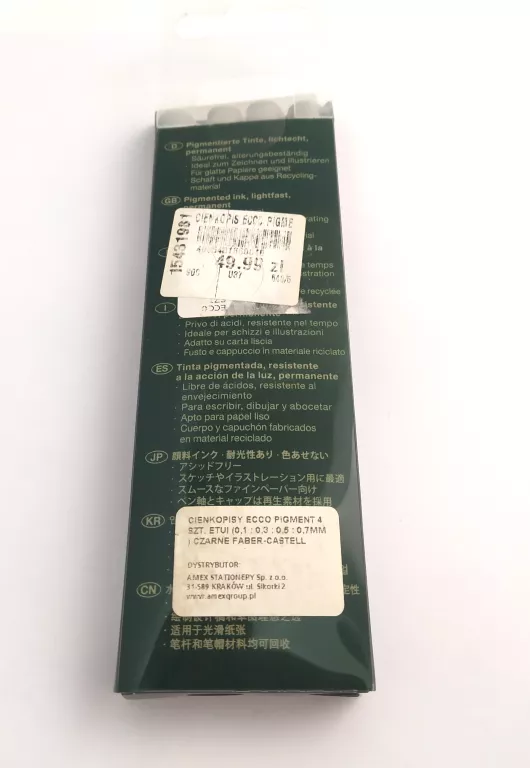 D Pigmentierte Tinte, lichtecht,
permanent
· Säurefrei, alterungsbeständig
· Ideal zum Zeichnen und Illustrieren
· Für glatte Papiere geeignet
· Schaft und Kappe aus Recycling-
material
GB Pigmented ink, lightfast,
permanent
CIENKOPIS ECCO PIGME
15431981
49.99 zł
à la
temps
recyclée
ECCO
I
· Privo di acidi, resistente nel tempo
· Ideale per schizzi e illustrazioni
· Adatto su carta liscia
· Fusto e cappuccio in materiale riciclato
ES Tinta pigmentada, resistente
a la acción de la luz, permanente
· Libre de ácidos, resistente al
envejecimiento
· Para escribir, dibujar y abocetar
· Apto para papel liso
· Cuerpo y capuchón fabricados
en material reciclado
JP 顔料インク・耐光性あり・色あせない
· アシッドフリー
· スケッチやイラストレーション用に最適
· スムースなファインペーパー向け
· ペン軸とキャップは再生素材を採用
KR
CIENKOPISY ECCO PIGMENT 4
SZT. ETUI (0,1 ; 0,3 ; 0,5 ; 0,7MM
) CZARNE FABER-CASTELL
DYSTRYBUTOR:
AMEX STATIONERY Sp. z o.o.
31-589 KRAKÓW ul. Sikorki 2
www.amexgroup.pl
CN
· 适用于光滑纸张
· 笔杆和笔帽材料均可回收